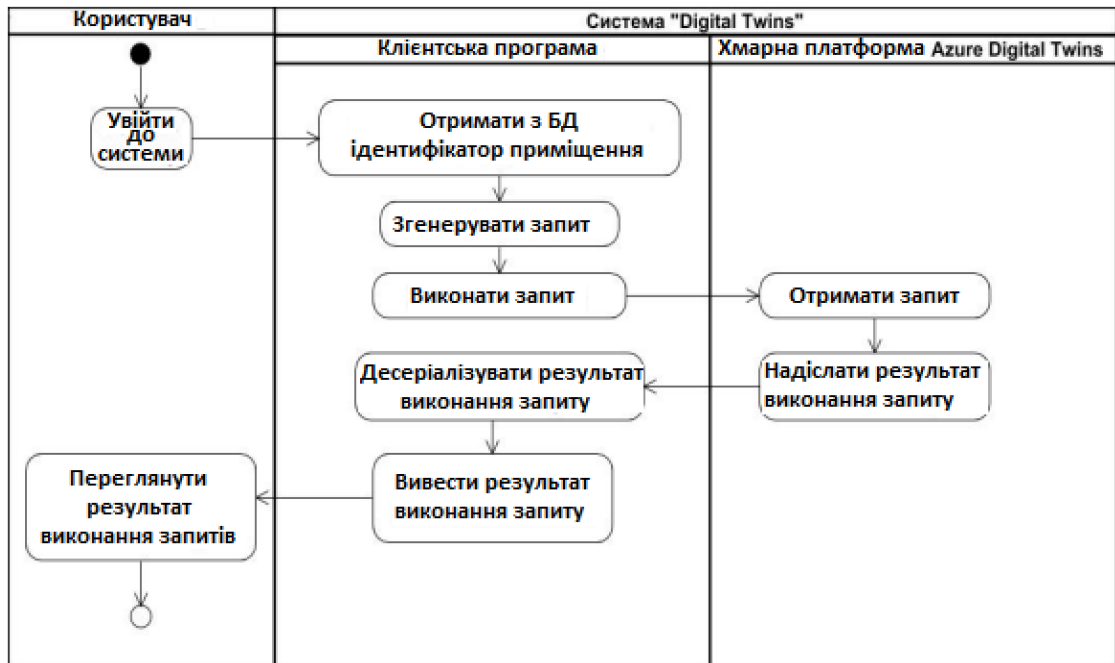 Користувач
Система "Digital Twins"
Клієнтська програма
Хмарна платформа Azure Digital Twins
Увійти
до
системи
Отримати з БД
ідентифікатор приміщення
Згенерувати запит
Виконати запит
Отримати запит
Десеріалізувати результат
виконання запиту
Надіслати результат
виконання запиту
Переглянути
результат
виконання запитів
Вивести результат
виконання запиту